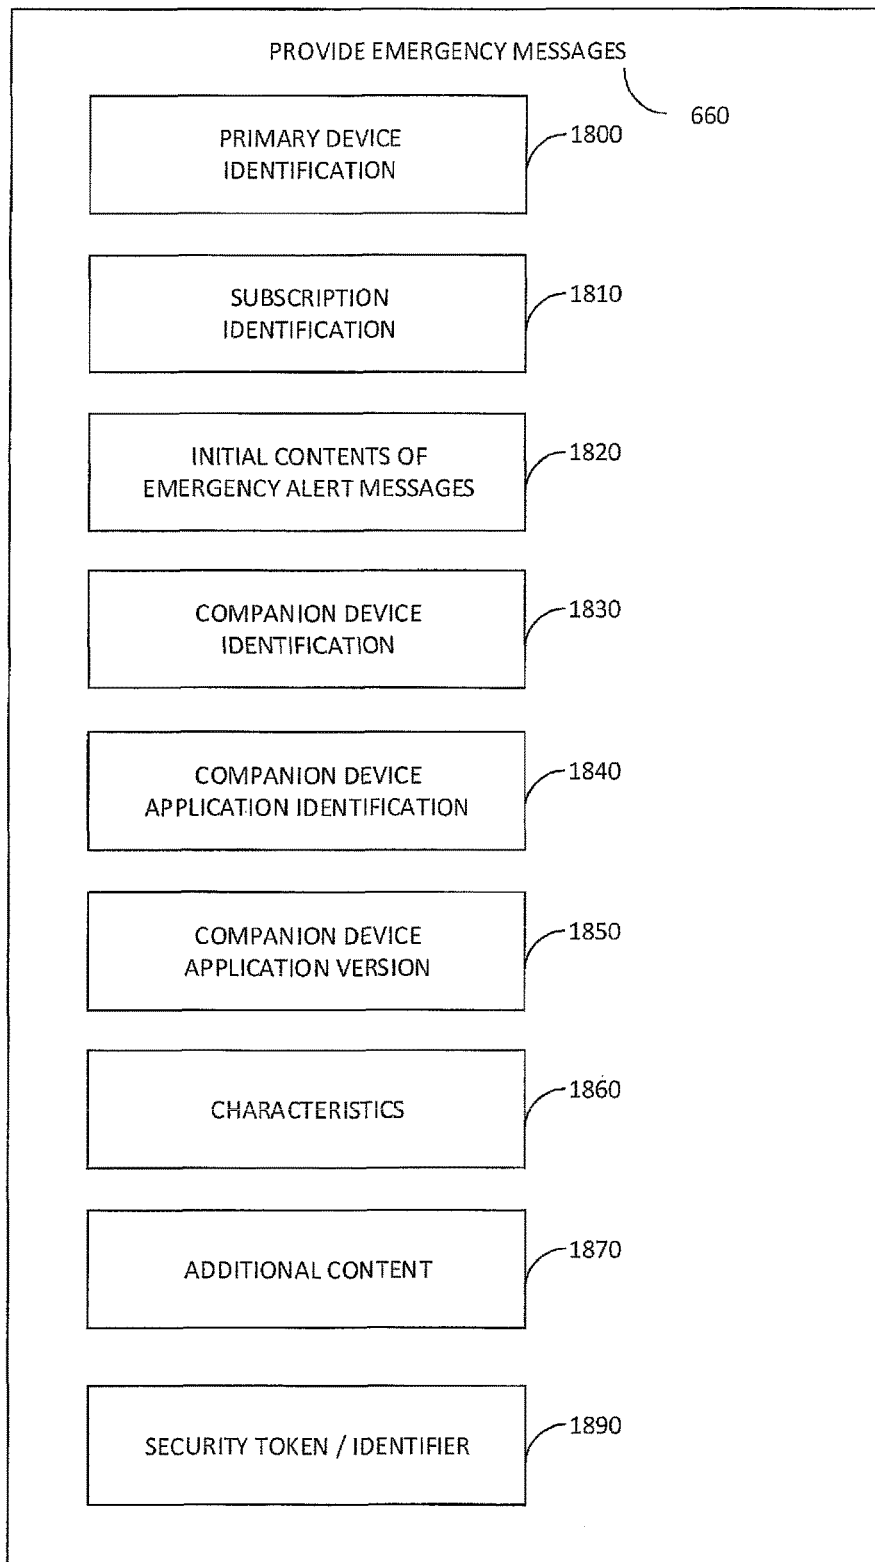 PROVIDE EMERGENCY MESSAGES
660
PRIMARY DEVICE
IDENTIFICATION
1800
SUBSCRIPTION
IDENTIFICATION
1810
INITIAL CONTENTS OF
EMERGENCY ALERT MESSAGES
1820
COMPANION DEVICE
IDENTIFICATION
1830
COMPANION DEVICE
APPLICATION IDENTIFICATION
1840
COMPANION DEVICE
APPLICATION VERSION
1850
CHARACTERISTICS
1860
ADDITIONAL CONTENT
1870
SECURITY TOKEN / IDENTIFIER
1890